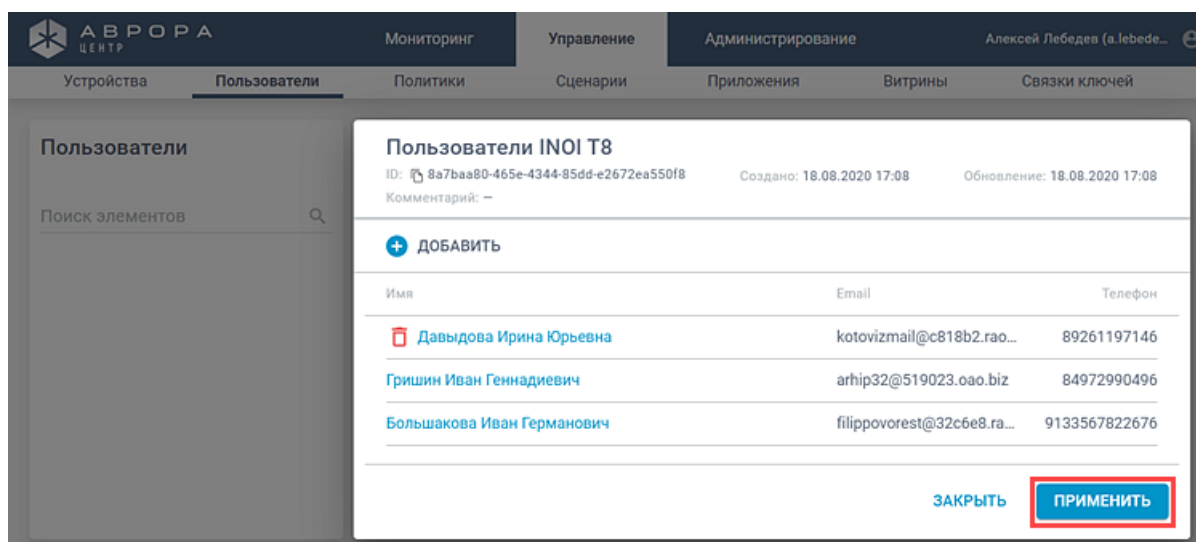 АВРОРА
ЦЕНТР
Мониторинг Управление Администрирование Алексей Лебедев (a.lebede...
Устройства Пользователи Политики Сценарии Приложения Витрины Связки ключей
Пользователи
Поиск элементов
Пользователи INOI T8
ID: 8a7baa80-465e-4344-85dd-e2672ea550f8 Создано: 18.08.2020 17:08 Обновление: 18.08.2020 17:08
Комментарий: —
ДОБАВИТЬ
Имя Email Телефон
Давыдова Ирина Юрьевна kotovizmail@c818b2.rao... 89261197146
Гришин Иван Геннадиевич arhip32@519023.oao.biz 84972990496
Большакова Иван Германович filippovorest@32c6e8.ra... 9133567822676
ЗАКРЫТЬ ПРИМЕНИТЬ